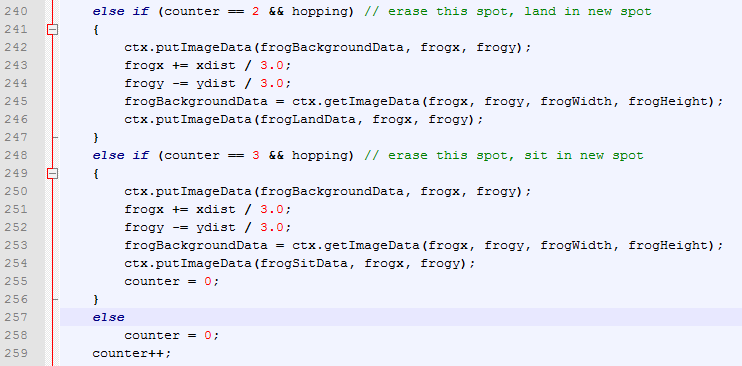 240 else if (counter == 2 && hopping) // erase this spot, land in new spot
241 {
242 ctx.putImageData(frogBackgroundData, frogx, frogy);
243 frogx += xdist / 3.0;
244 frogy -= ydist / 3.0;
245 frogBackgroundData = ctx.getImageData(frogx, frogy, frogWidth, frogHeight);
246 ctx.putImageData(frogLandData, frogx, frogy);
247 }
248 else if (counter == 3 && hopping) // erase this spot, sit in new spot
249 {
250 ctx.putImageData(frogBackgroundData, frogx, frogy);
251 frogx += xdist / 3.0;
252 frogy -= ydist / 3.0;
253 frogBackgroundData = ctx.getImageData(frogx, frogy, frogWidth, frogHeight);
254 ctx.putImageData(frogSitData, frogx, frogy);
255 counter = 0;
256 }
257 else
258 counter = 0;
259 counter++;